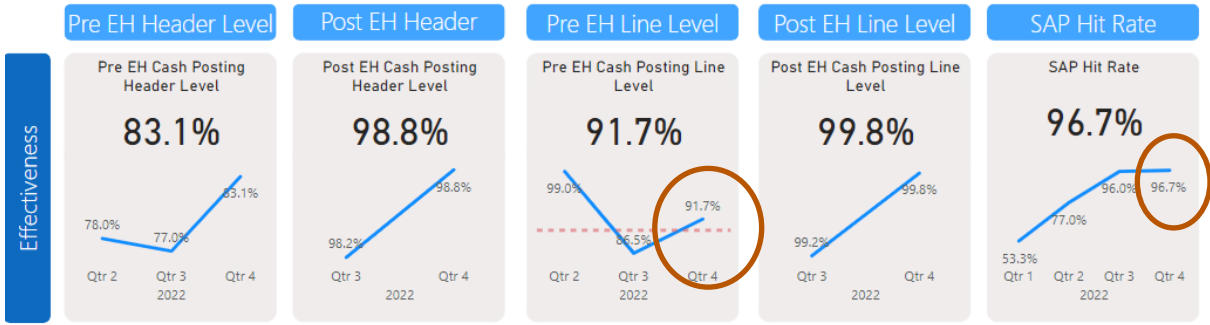 Pre EH Header Level
Post EH Header
Pre EH Line Level
Post EH Line Level
SAP Hit Rate
Effectiveness
Pre EH Cash Posting
Header Level
83.1%
78.0%
77.0%
83.1%
Qtr 2
Qtr 3
Qtr 4
2022
Post EH Cash Posting
Header Level
98.8%
98.2%
98.8%
Qtr 3
Qtr 4
2022
Pre EH Cash Posting Line
Level
91.7%
99.0%
86.5%
91.7%
Qtr 2
Qtr 3
Qtr 4
2022
Post EH Cash Posting Line
Level
99.8%
99.2%
99.8%
Qtr 3
Qtr 4
2022
SAP Hit Rate
96.7%
53.3%
77.0%
96.0%
96.7%
Qtr 1
Qtr 2
Qtr 3
Qtr 4
2022